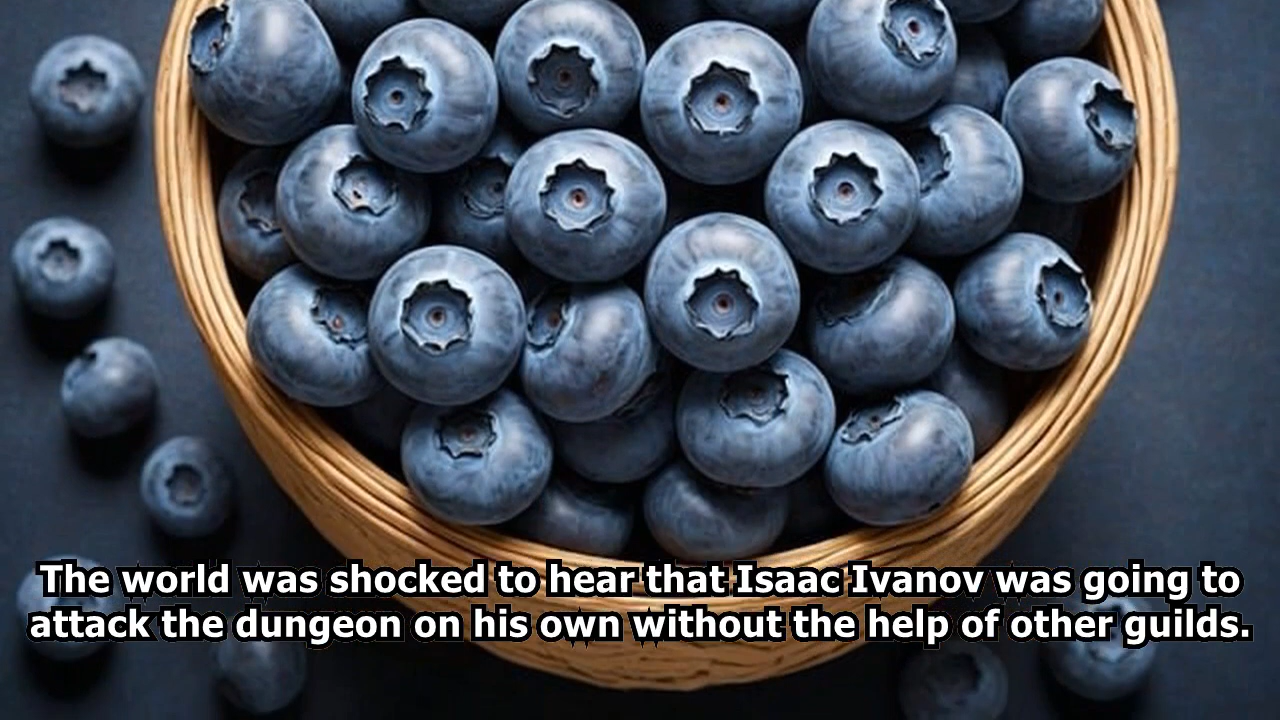 The world was shocked to hear that Isaac Ivanov was going to
attack the dungeon on his own without the help of other guilds.